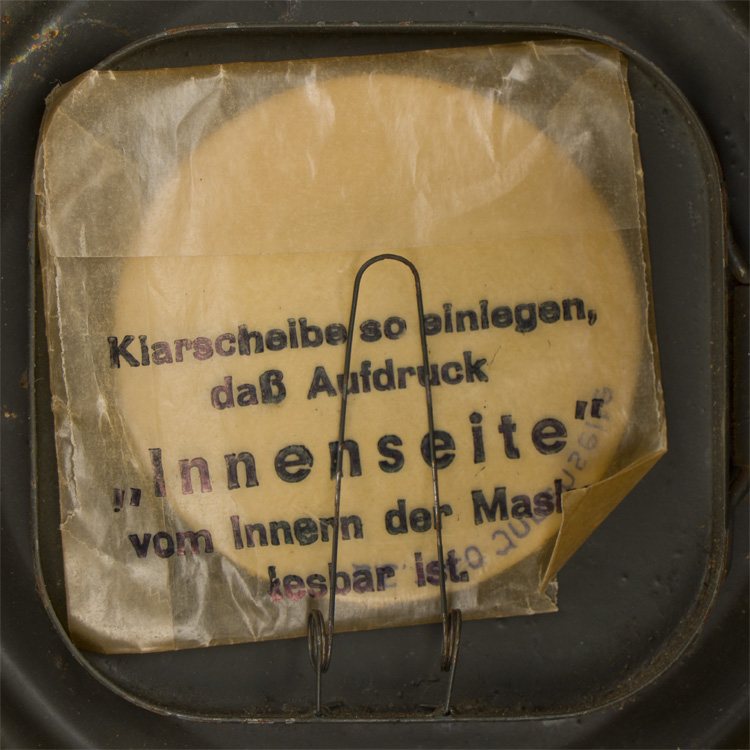 Klarscheibe so einlegen,
daß Aufdruck
„Innenseite"
vom Innern der Mask
lesbar ist.